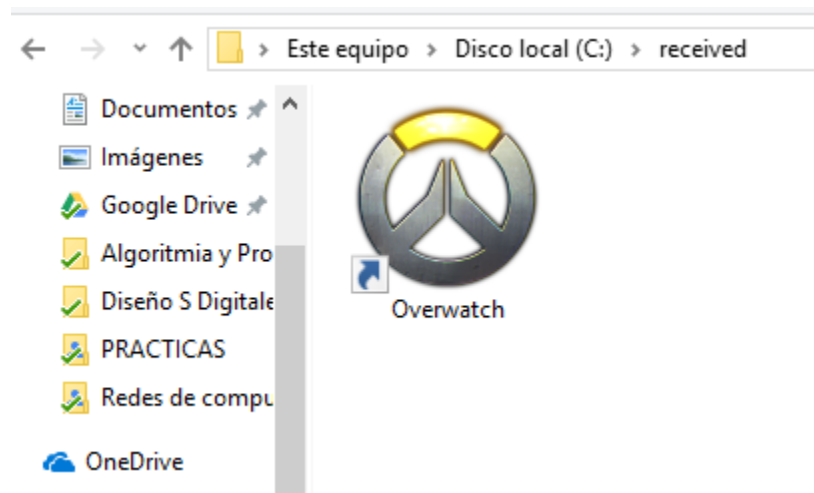 Este equipo > Disco local (C:) > received
Documentos
Imágenes
Google Drive
Algoritmia y Pro
Diseño S Digitale
PRACTICAS
Redes de compu
OneDrive
Overwatch